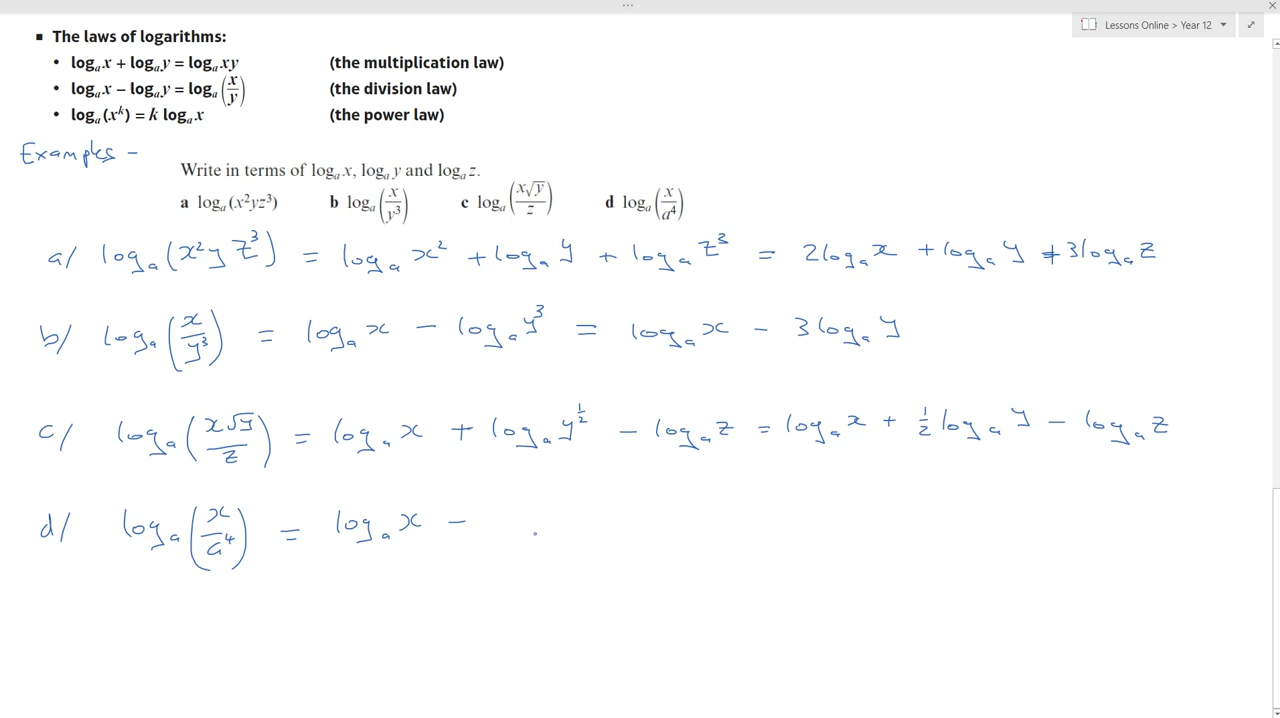 Lessons Online > Year 12
▪ The laws of logarithms:
• logₐx + logₐy = logₐxy (the multiplication law)
• logₐx − logₐy = logₐ(x/y) (the division law)
• logₐ(xᵏ) = k logₐx (the power law)
Examples -
Write in terms of logₐx, logₐy and logₐz.
a logₐ(x²yz³) b logₐ(x/y³) c logₐ(x√y/z) d logₐ(x/a⁴)
a/ logₐ(x²yz³) = logₐx² + logₐy + logₐz³ = 2logₐx + logₐy + 3logₐz
b/ logₐ(x/y³) = logₐx − logₐy³ = logₐx − 3logₐy
c/ logₐ(x√y/z) = logₐx + logₐy^½ − logₐz = logₐx + ½logₐy − logₐz
d/ logₐ(x/a⁴) = logₐx −